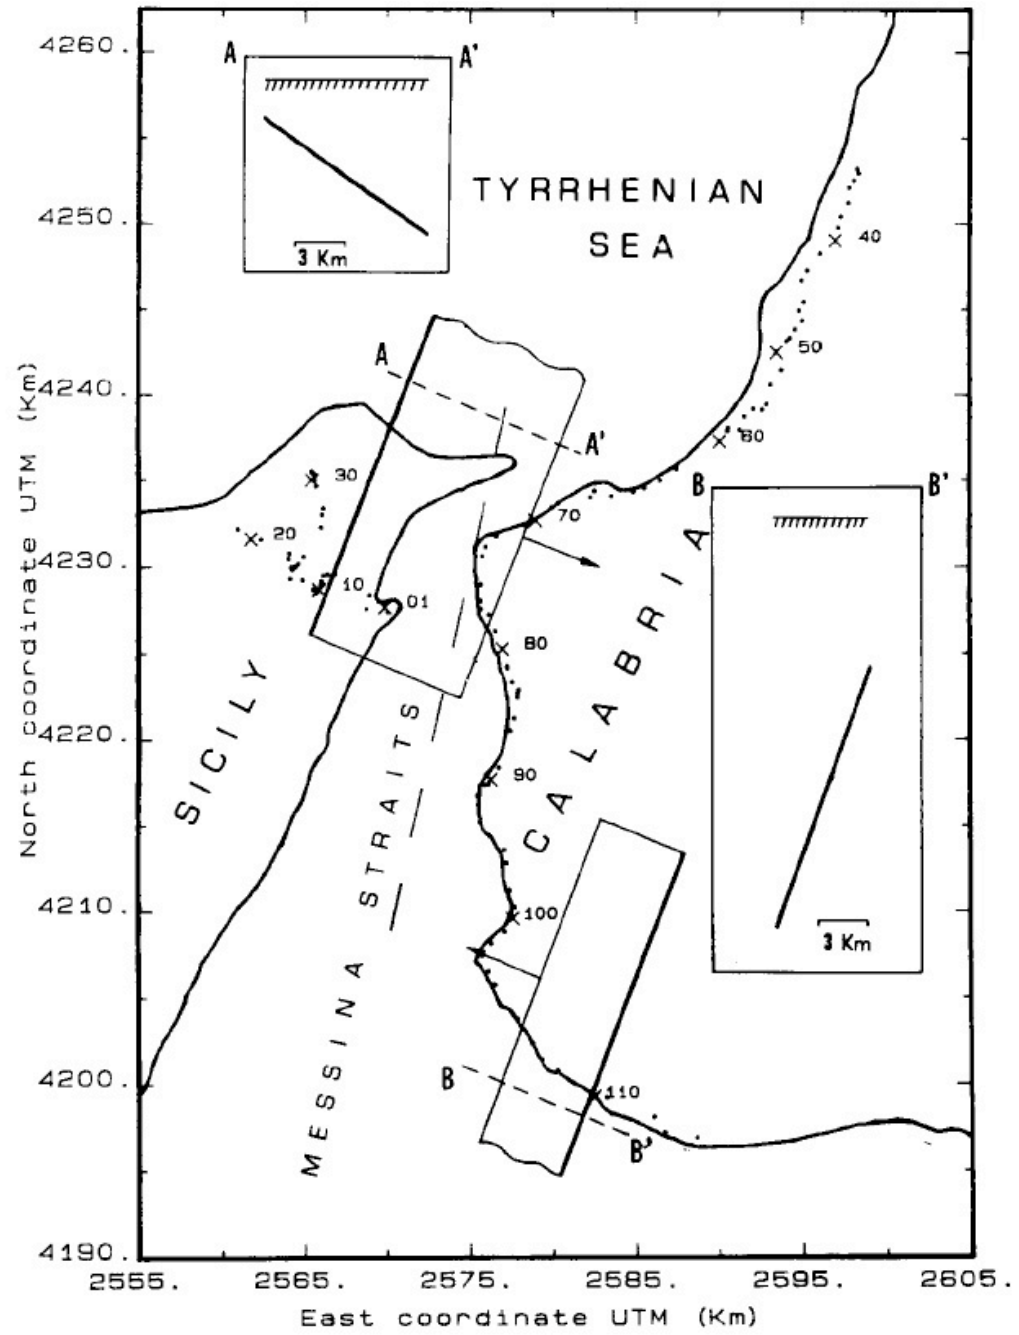 4260.
A A'
3 Km
TYRRHENIAN
SEA
4250.
40
50
A
4240.
A'
60
B B'
30
70
20
4230.
10
01
80
SICILY
CALABRIA
4220.
90
MESSINA STRAITS
4210.
100
3 Km
4200.
B
110
B'
4190.
2555. 2565. 2575. 2585. 2595. 2605.
East coordinate UTM (Km)
North coordinate UTM (Km)